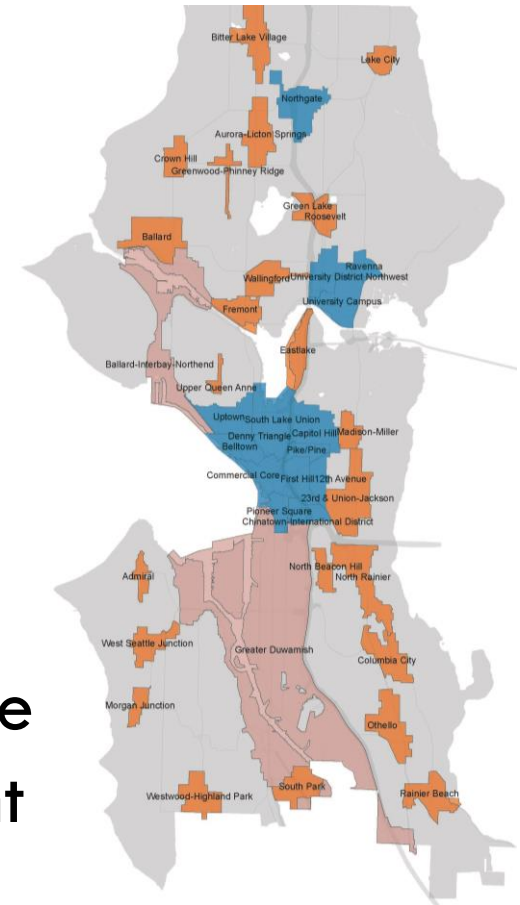 Bitter Lake Village
Lake City
Northgate
Aurora-Licton Springs
Crown Hill
Greenwood-Phinney Ridge
Green Lake
Roosevelt
Ballard
Ravenna
Wallingford
University District Northwest
University Campus
Fremont
Eastlake
Ballard-Interbay-Northend
Upper Queen Anne
Uptown
South Lake Union
Capitol Hill
Madison-Miller
Denny Triangle
Belltown
Pike/Pine
Commercial Core
First Hill
12th Avenue
23rd & Union-Jackson
Pioneer Square
Chinatown-International District
North Beacon Hill
North Rainier
Admiral
West Seattle Junction
Greater Duwamish
Columbia City
Morgan Junction
Othello
Westwood-Highland Park
South Park
Rainier Beach